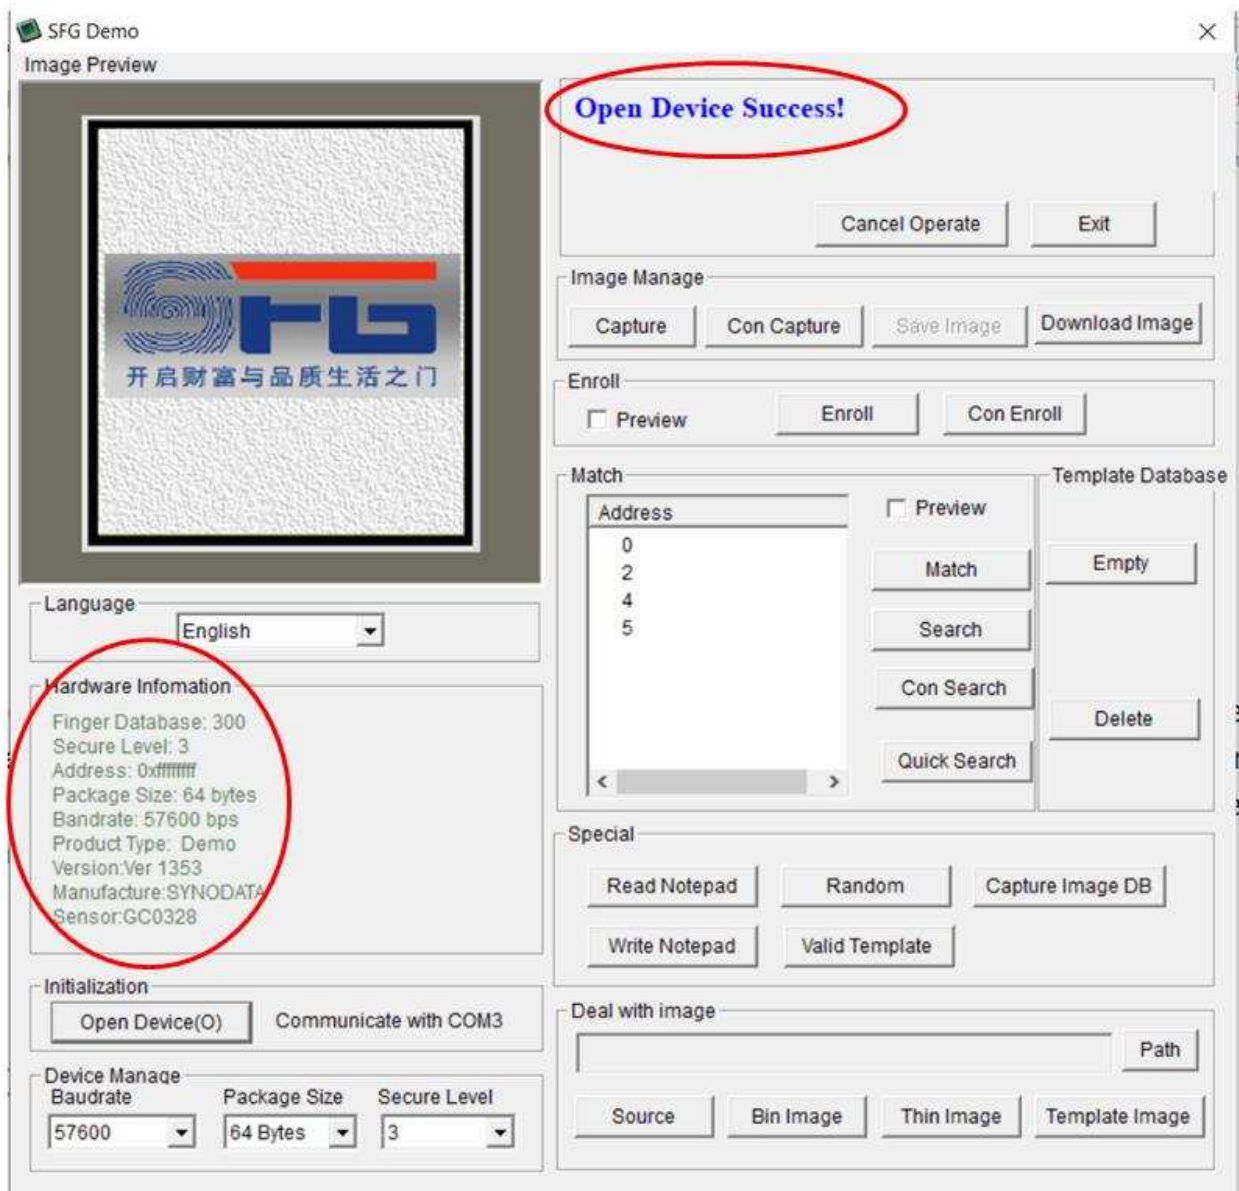 SFG Demo
Image Preview
Open Device Success!
SFG
开启财富与品质生活之门
Cancel Operate
Exit
Image Manage
Capture
Con Capture
Save Image
Download Image
Enroll
Preview
Enroll
Con Enroll
Match
Address
0
2
4
5
Preview
Match
Search
Con Search
Quick Search
Template Database
Empty
Delete
Language
English
Hardware Infomation
Finger Database: 300
Secure Level: 3
Address: 0xffffffff
Package Size: 64 bytes
Bandrate: 57600 bps
Product Type: Demo
Version:Ver 1353
Manufacture:SYNODATA
Sensor:GC0328
Special
Read Notepad
Random
Capture Image DB
Write Notepad
Valid Template
Initialization
Open Device(O)
Communicate with COM3
Device Manage
Baudrate
Package Size
Secure Level
57600
64 Bytes
3
Deal with image
Path
Source
Bin Image
Thin Image
Template Image